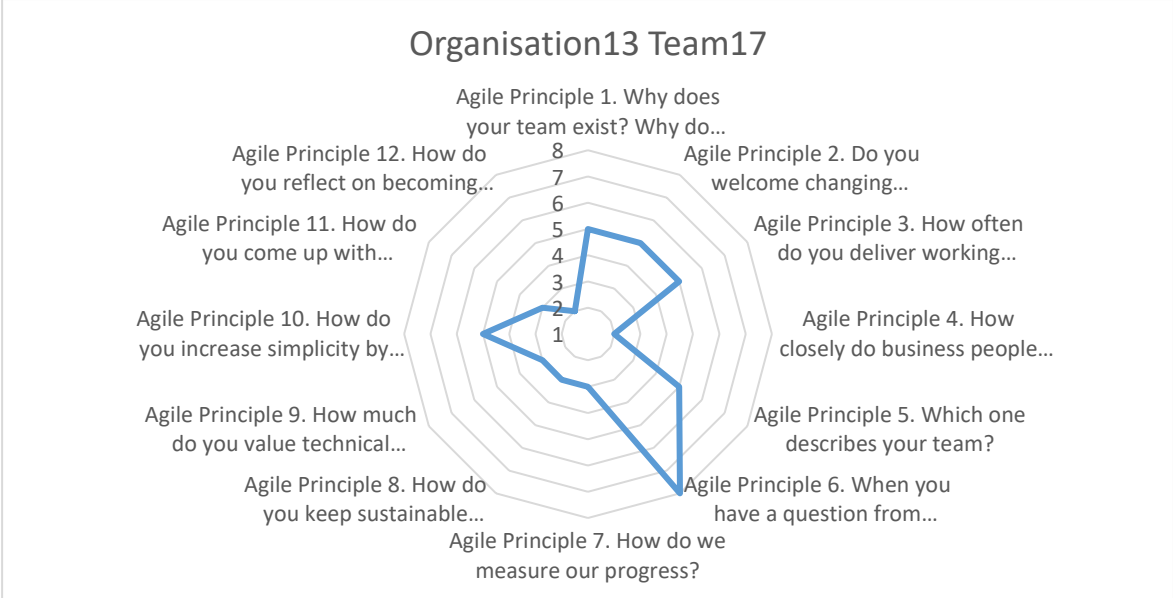 Organisation13 Team17
Agile Principle 1. Why does
your team exist? Why do...
Agile Principle 2. Do you
welcome changing...
Agile Principle 3. How often
do you deliver working...
Agile Principle 4. How
closely do business people...
Agile Principle 5. Which one
describes your team?
Agile Principle 6. When you
have a question from...
Agile Principle 7. How do we
measure our progress?
Agile Principle 8. How do
you keep sustainable...
Agile Principle 9. How much
do you value technical...
Agile Principle 10. How do
you increase simplicity by...
Agile Principle 11. How do
you come up with...
Agile Principle 12. How do
you reflect on becoming...
8
7
6
5
4
3
2
1